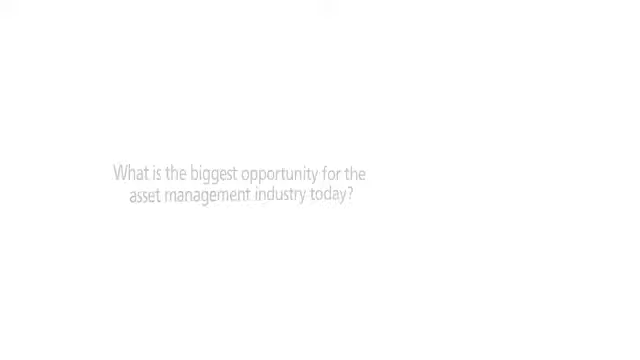 What is the biggest opportunity for the
asset management industry today?